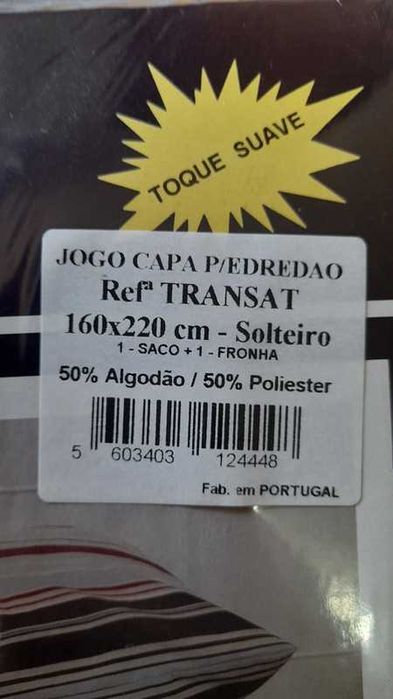 TOQUE SUAVE
JOGO CAPA P/EDREDAO
Refª TRANSAT
160x220 cm - Solteiro
1 - SACO + 1 - FRONHA
50% Algodão / 50% Poliester
5 603403 124448
Fab. em PORTUGAL